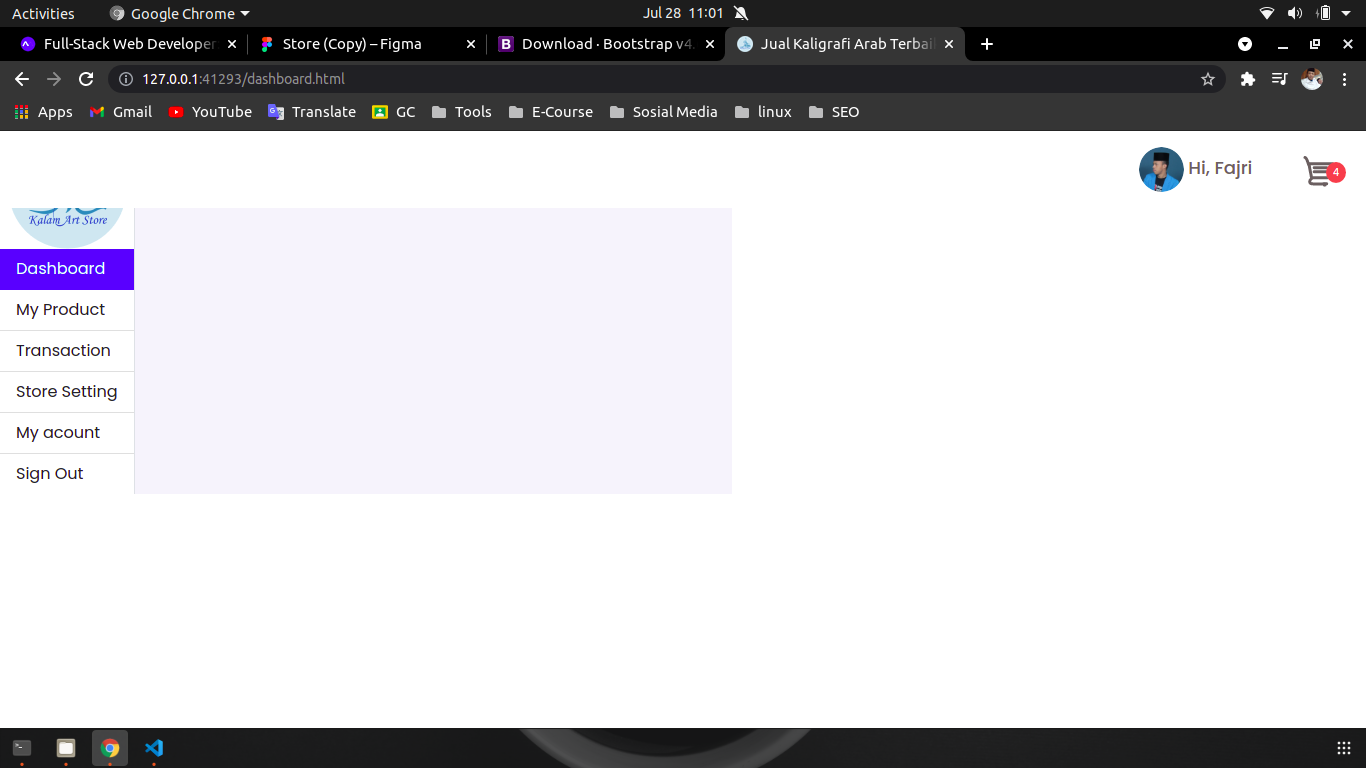 Activities Google Chrome Jul 28 11:01
Full-Stack Web Developer Store (Copy) – Figma Download · Bootstrap v4. Jual Kaligrafi Arab Terbaik
127.0.0.1:41293/dashboard.html
Apps Gmail YouTube Translate GC Tools E-Course Sosial Media linux SEO
Hi, Fajri 4
Kalam Art Store
Dashboard
My Product
Transaction
Store Setting
My acount
Sign Out